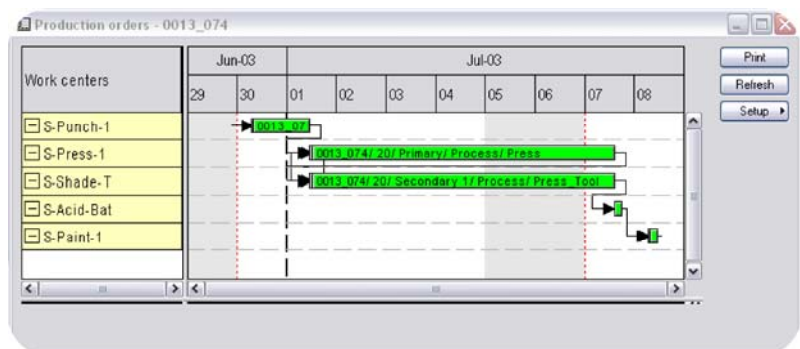 Production orders - 0013_074
Print
Refresh
Setup
Work centers
Jun-03 Jul-03
29 30 01 02 03 04 05 06 07 08
S-Punch-1 0013_07
S-Press-1 0013_074/ 20/ Primary/ Process/ Press
S-Shade-T 0013_074/ 20/ Secondary 1/ Process/ Press_Tool
S-Acid-Bat
S-Paint-1